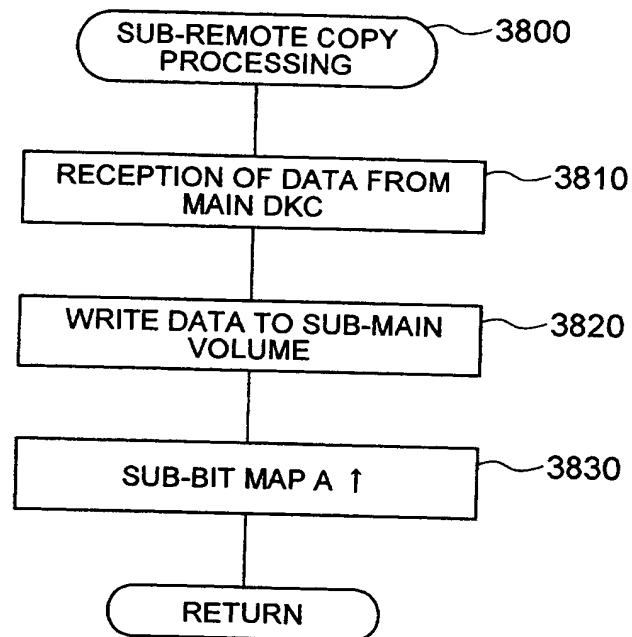 SUB-REMOTE COPY
PROCESSING
3800
RECEPTION OF DATA FROM
MAIN DKC
3810
WRITE DATA TO SUB-MAIN
VOLUME
3820
SUB-BIT MAP A ↑
3830
RETURN